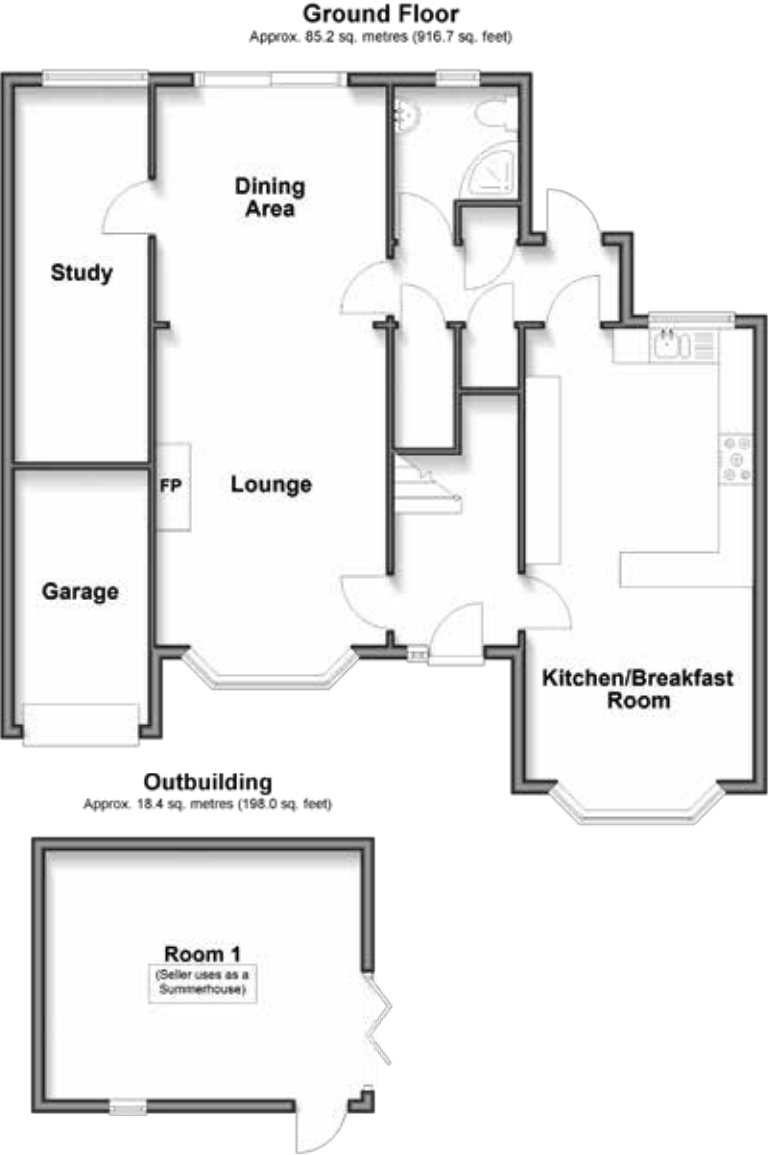 Ground Floor
Approx. 85.2 sq. metres (916.7 sq. feet)
Dining
Area
Study
FP
Lounge
Garage
Kitchen/Breakfast
Room
Outbuilding
Approx. 18.4 sq. metres (198.0 sq. feet)
Room 1
(Seller uses as a
Summerhouse)